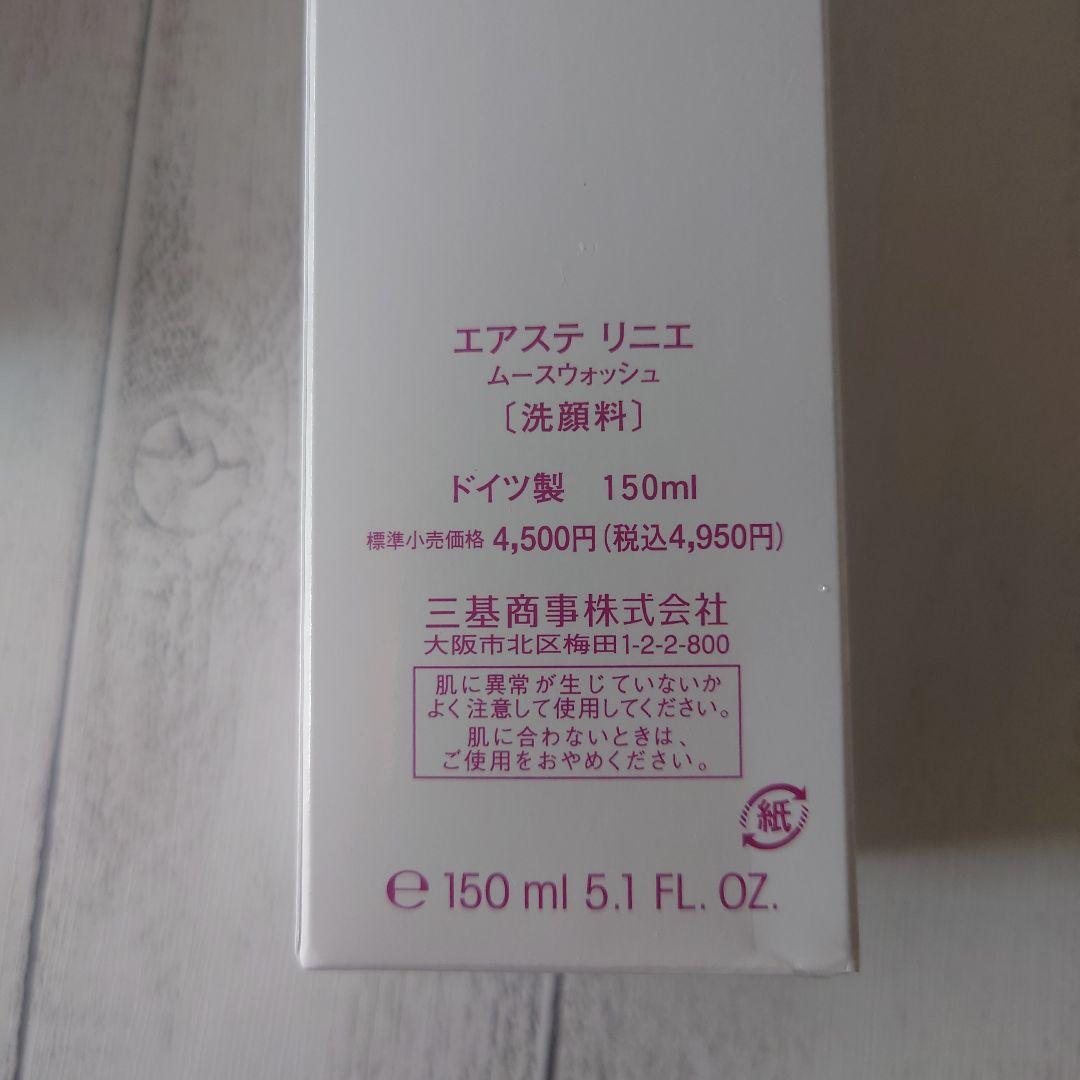 エアステ リニエ
ムースウォッシュ
〔洗顔料〕
ドイツ製　150ml
標準小売価格 4,500円(税込4,950円)
三基商事株式会社
大阪市北区梅田1-2-2-800
肌に異常が生じていないか
よく注意して使用してください。
肌に合わないときは、
ご使用をおやめください。
紙
℮ 150 ml 5.1 FL. OZ.